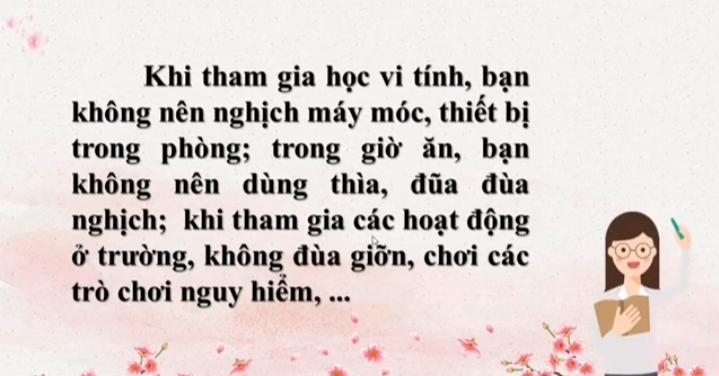 Khi tham gia học vi tính, bạn
không nên nghịch máy móc, thiết bị
trong phòng; trong giờ ăn, bạn
không nên dùng thìa, đũa đùa
nghịch; khi tham gia các hoạt động
ở trường, không đùa giỡn, chơi các
trò chơi nguy hiểm, ...